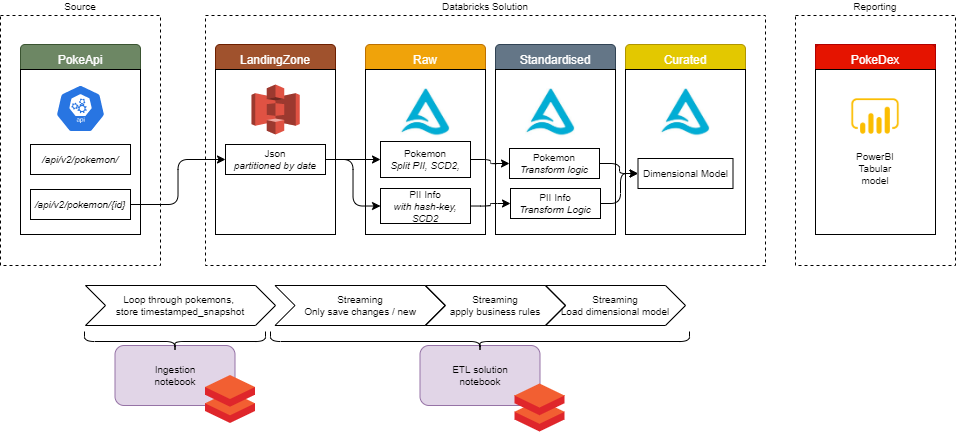 Source
Databricks Solution
Reporting
PokeApi
LandingZone
Raw
Standardised
Curated
PokeDex
api
/api/v2/pokemon/
/api/v2/pokemon/{id}
Json
partitioned by date
Pokemon
Split PII, SCD2,
PII Info
with hash-key,
SCD2
Pokemon
Transform logic
PII Info
Transform Logic
Dimensional Model
PowerBI
Tabular
model
Loop through pokemons,
store timestamped_snapshot
Streaming
Only save changes / new
Streaming
apply business rules
Streaming
Load dimensional model
Ingestion
notebook
ETL solution
notebook